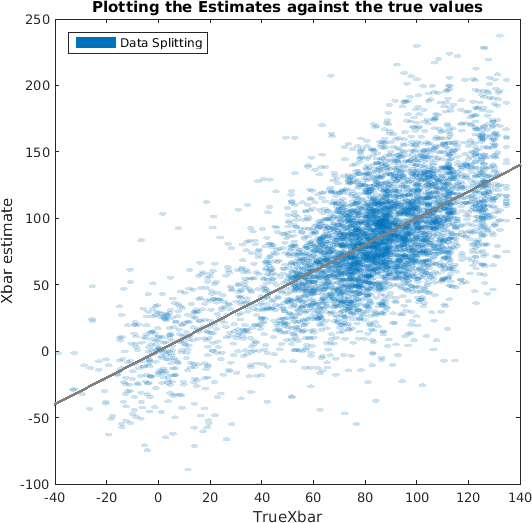 Plotting the Estimates against the true values
Data Splitting
Xbar estimate
250
200
150
100
50
0
-50
-100
-40 -20 0 20 40 60 80 100 120 140
TrueXbar